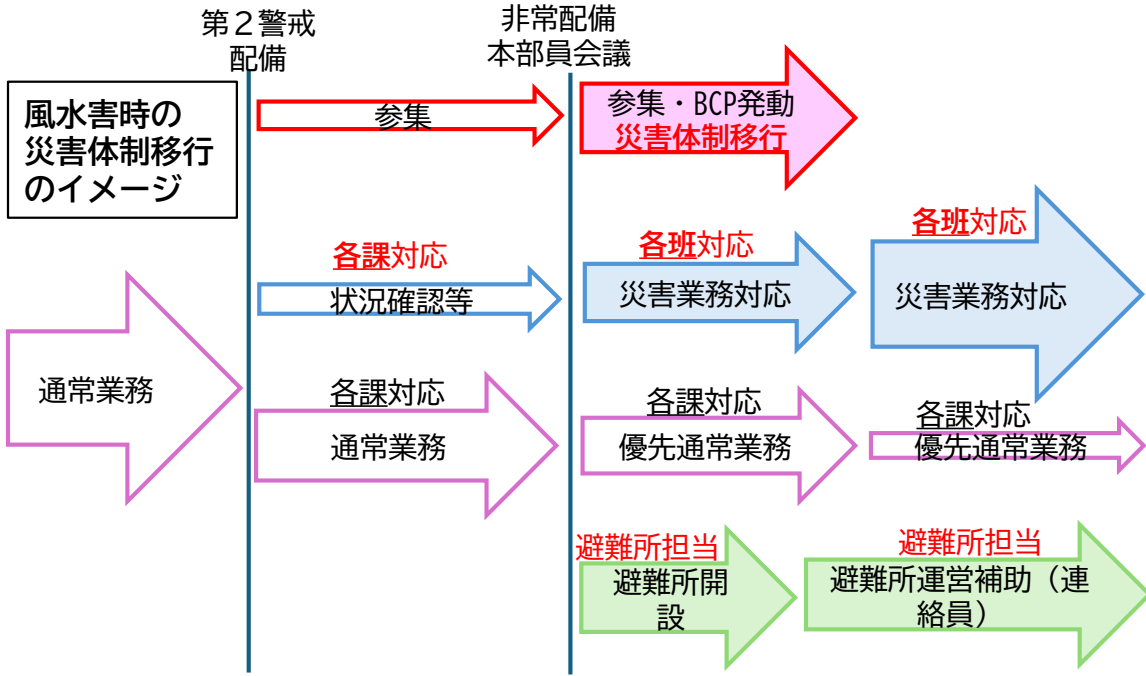 第２警戒
配備
非常配備
本部員会議
風水害時の
災害体制移行
のイメージ
参集
参集・BCP発動
災害体制移行
各課対応
状況確認等
各班対応
災害業務対応
各班対応
災害業務対応
通常業務
各課対応
通常業務
各課対応
優先通常業務
各課対応
優先通常業務
避難所担当
避難所開
設
避難所担当
避難所運営補助（連
絡員）